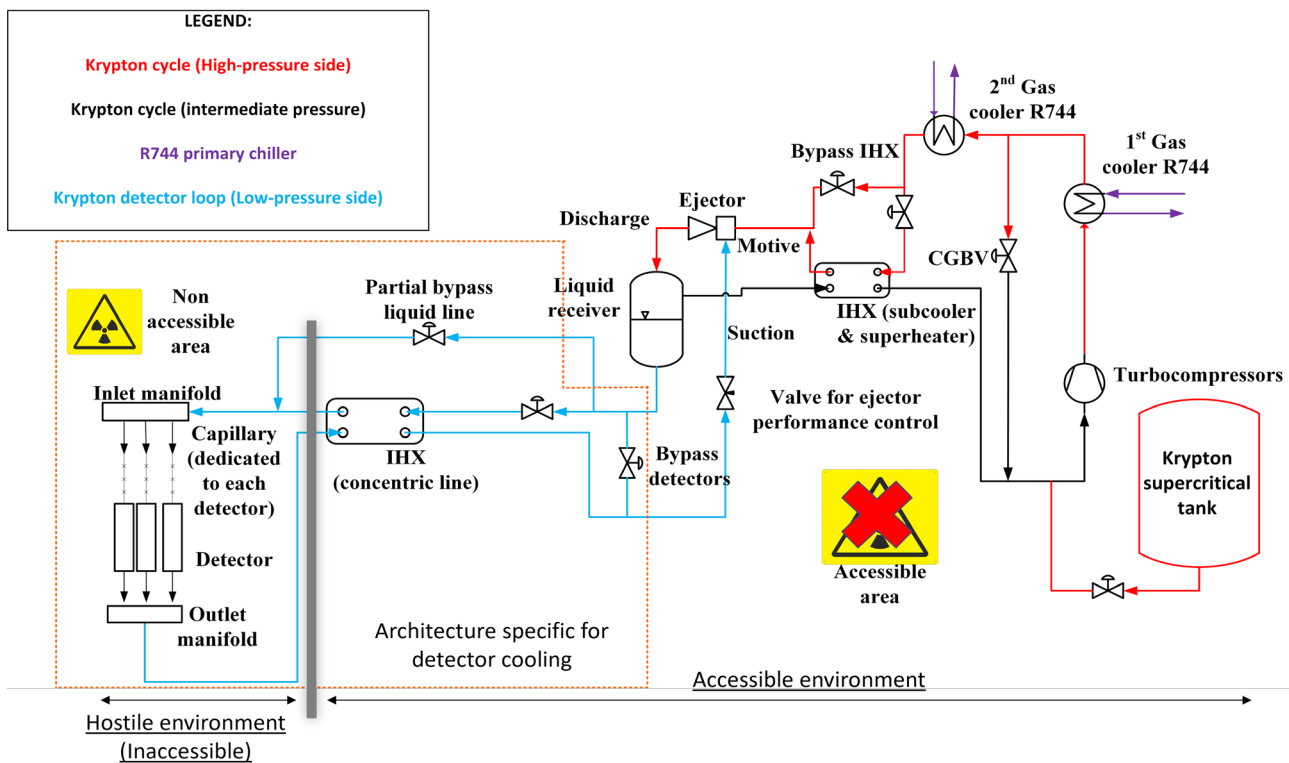 LEGEND:
Krypton cycle (High-pressure side)
Krypton cycle (intermediate pressure)
R744 primary chiller
Krypton detector loop (Low-pressure side)
2nd Gas
cooler R744
1st Gas
cooler R744
Bypass IHX
Ejector
Discharge
Motive
CGBV
Liquid
receiver
IHX (subcooler
& superheater)
Suction
Partial bypass
liquid line
Non
accessible
area
Inlet manifold
Turbocompressors
Valve for ejector
performance control
Capillary
(dedicated
to each
detector)
IHX
(concentric line)
Bypass
detectors
Krypton
supercritical
tank
Detector
Accessible
area
Outlet
manifold
Architecture specific for
detector cooling
Accessible environment
Hostile environment
(Inaccessible)